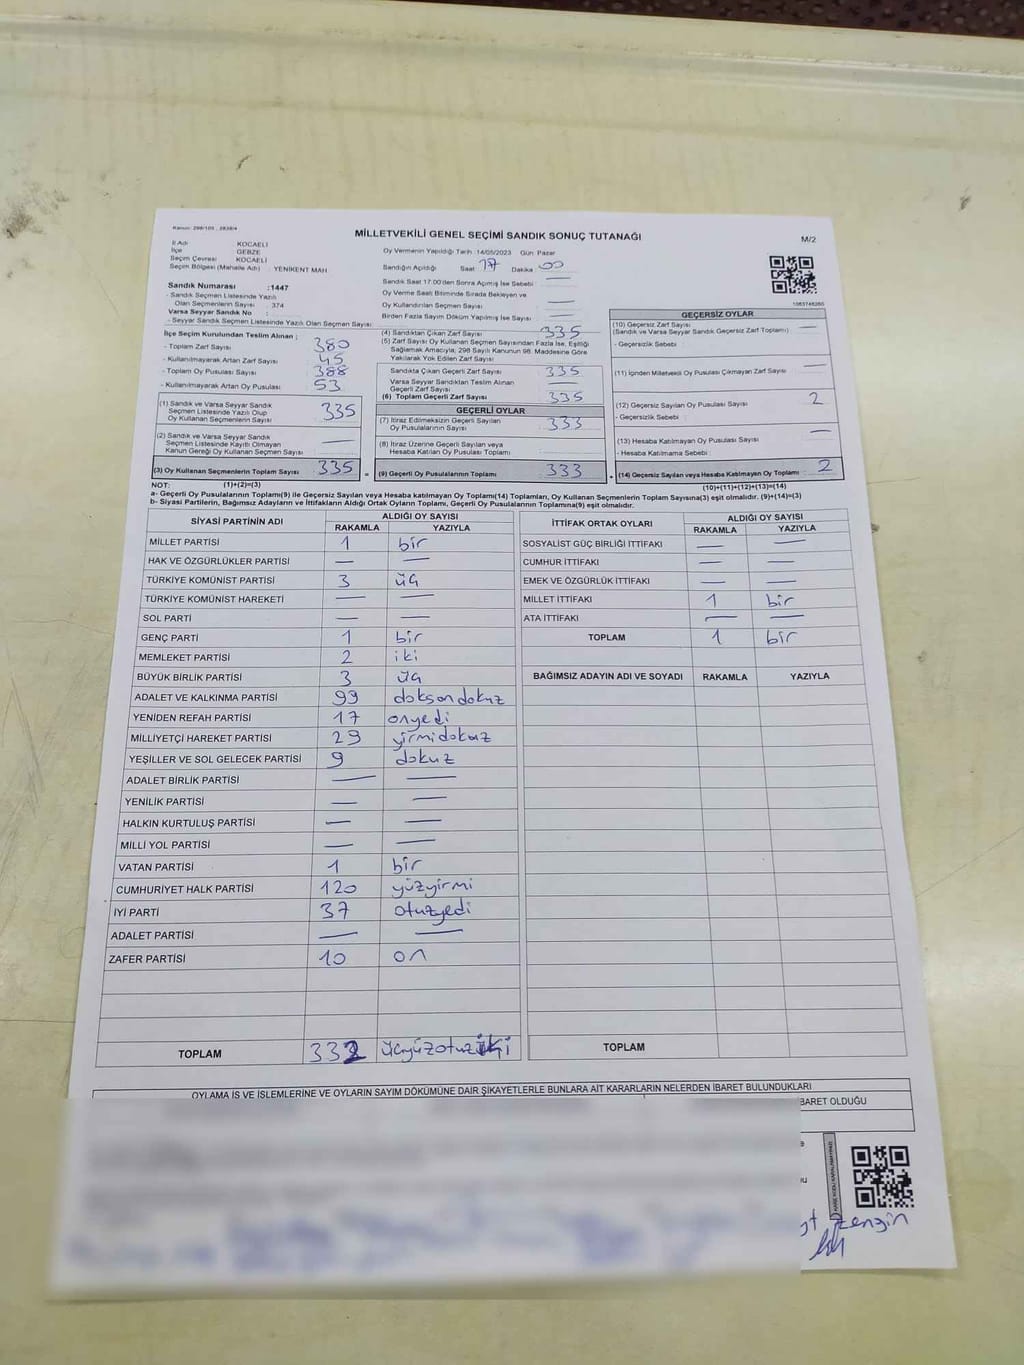 Kanun: 298/105 , 2839/4
MİLLETVEKİLİ GENEL SEÇİMİ SANDIK SONUÇ TUTANAĞI
M/2
İl Adı : KOCAELİ
İlçe : GEBZE
Seçim Çevresi : KOCAELİ
Seçim Bölgesi (Mahalle Adı) : YENİKENT MAH
Sandık Numarası :1447
- Sandık Seçmen Listesinde Yazılı
Olan Seçmenlerin Sayısı : 374
Varsa Seyyar Sandık No :
- Seyyar Sandık Seçmen Listesinde Yazılı Olan Seçmen Sayısı:
İlçe Seçim Kurulundan Teslim Alınan ;
- Toplam Zarf Sayısı : 380
- Kullanılmayarak Artan Zarf Sayısı : 45
- Toplam Oy Pusulası Sayısı : 388
- Kullanılmayarak Artan Oy Pusulası : 53
(1) Sandık ve Varsa Seyyar Sandık
Seçmen Listesinde Yazılı Olup
Oy Kullanan Seçmenlerin Sayısı : 335
(2) Sandık ve Varsa Seyyar Sandık
Seçmen Listesinde Kayıtlı Olmayan
Kanun Gereği Oy Kullanan Seçmen Sayısı : —
(3) Oy Kullanan Seçmenlerin Toplam Sayısı : 335
Oy Vermenin Yapıldığı Tarih :14/05/2023 Gün: Pazar
Sandığın Açıldığı Saat 17 Dakika 00
Sandık Saat 17:00'den Sonra Açılmış İse Sebebi : —
Oy Verme Saati Bitiminde Sırada Bekleyen ve
Oy Kullandırılan Seçmen Sayısı : —
Birden Fazla Sayım Döküm Yapılmış İse Sayısı : —
(4) Sandıktan Çıkan Zarf Sayısı : 335
(5) Zarf Sayısı Oy Kullanan Seçmen Sayısından Fazla İse, Eşitliği
Sağlamak Amacıyla, 298 Sayılı Kanunun 98. Maddesine Göre
Yakılarak Yok Edilen Zarf Sayısı :
Sandıkta Çıkan Geçerli Zarf Sayısı : 335
Varsa Seyyar Sandıktan Teslim Alınan
Geçerli Zarf Sayısı : —
(6) Toplam Geçerli Zarf Sayısı : 335
GEÇERLİ OYLAR
(7) İtiraz Edilmeksizin Geçerli Sayılan
Oy Pusulalarının Sayısı : 333
(8) İtiraz Üzerine Geçerli Sayılan veya
Hesaba Katılan Oy Pusulası Toplamı : —
= (9) Geçerli Oy Pusulalarının Toplamı : 333
1083748260
GEÇERSİZ OYLAR
(10) Geçersiz Zarf Sayısı : —
(Sandık ve Varsa Seyyar Sandık Geçersiz Zarf Toplamı)
- Geçersizlik Sebebi :
(11) İçinden Milletvekili Oy Pusulası Çıkmayan Zarf Sayısı : —
(12) Geçersiz Sayılan Oy Pusulası Sayısı : 2
- Geçersizlik Sebebi :
(13) Hesaba Katılmayan Oy Pusulası Sayısı : —
- Hesaba Katılmama Sebebi :
+ (14) Geçersiz Sayılan veya Hesaba Katılmayan Oy Toplamı : 2
NOT: (1)+(2)=(3) (10)+(11)+(12)+(13)=(14)
a- Geçerli Oy Pusulalarının Toplamı(9) ile Geçersiz Sayılan veya Hesaba katılmayan Oy Toplamı(14) Toplamları, Oy Kullanan Seçmenlerin Toplam Sayısına(3) eşit olmalıdır. (9)+(14)=(3)
b- Siyasi Partilerin, Bağımsız Adayların ve İttifakların Aldığı Ortak Oyların Toplamı, Geçerli Oy Pusulalarının Toplamına(9) eşit olmalıdır.
SİYASİ PARTİNİN ADI ALDIĞI OY SAYISI
RAKAMLA YAZIYLA
MİLLET PARTİSİ 1 bir
HAK VE ÖZGÜRLÜKLER PARTİSİ — —
TÜRKİYE KOMÜNİST PARTİSİ 3 üç
TÜRKİYE KOMÜNİST HAREKETİ — —
SOL PARTİ — —
GENÇ PARTİ 1 bir
MEMLEKET PARTİSİ 2 iki
BÜYÜK BİRLİK PARTİSİ 3 üç
ADALET VE KALKINMA PARTİSİ 99 doksandokuz
YENİDEN REFAH PARTİSİ 17 onyedi
MİLLİYETÇİ HAREKET PARTİSİ 29 yirmidokuz
YEŞİLLER VE SOL GELECEK PARTİSİ 9 dokuz
ADALET BİRLİK PARTİSİ — —
YENİLİK PARTİSİ — —
HALKIN KURTULUŞ PARTİSİ — —
MİLLİ YOL PARTİSİ — —
VATAN PARTİSİ 1 bir
CUMHURİYET HALK PARTİSİ 120 yüzyirmi
İYİ PARTİ 37 otuzyedi
ADALET PARTİSİ — —
ZAFER PARTİSİ 10 on
TOPLAM 332 üçyüzotuziki
İTTİFAK ORTAK OYLARI ALDIĞI OY SAYISI
RAKAMLA YAZIYLA
SOSYALİST GÜÇ BİRLİĞİ İTTİFAKI — —
CUMHUR İTTİFAKI — —
EMEK VE ÖZGÜRLÜK İTTİFAKI — —
MİLLET İTTİFAKI 1 bir
ATA İTTİFAKI — —
TOPLAM 1 bir
BAĞIMSIZ ADAYIN ADI VE SOYADI RAKAMLA YAZIYLA
TOPLAM
OYLAMA İŞ VE İŞLEMLERİNE VE OYLARIN SAYIM DÖKÜMÜNE DAİR ŞİKAYETLERLE BUNLARA AİT KARARLARIN NELERDEN İBARET BULUNDUKLARI
BARET OLDUĞU
zengin